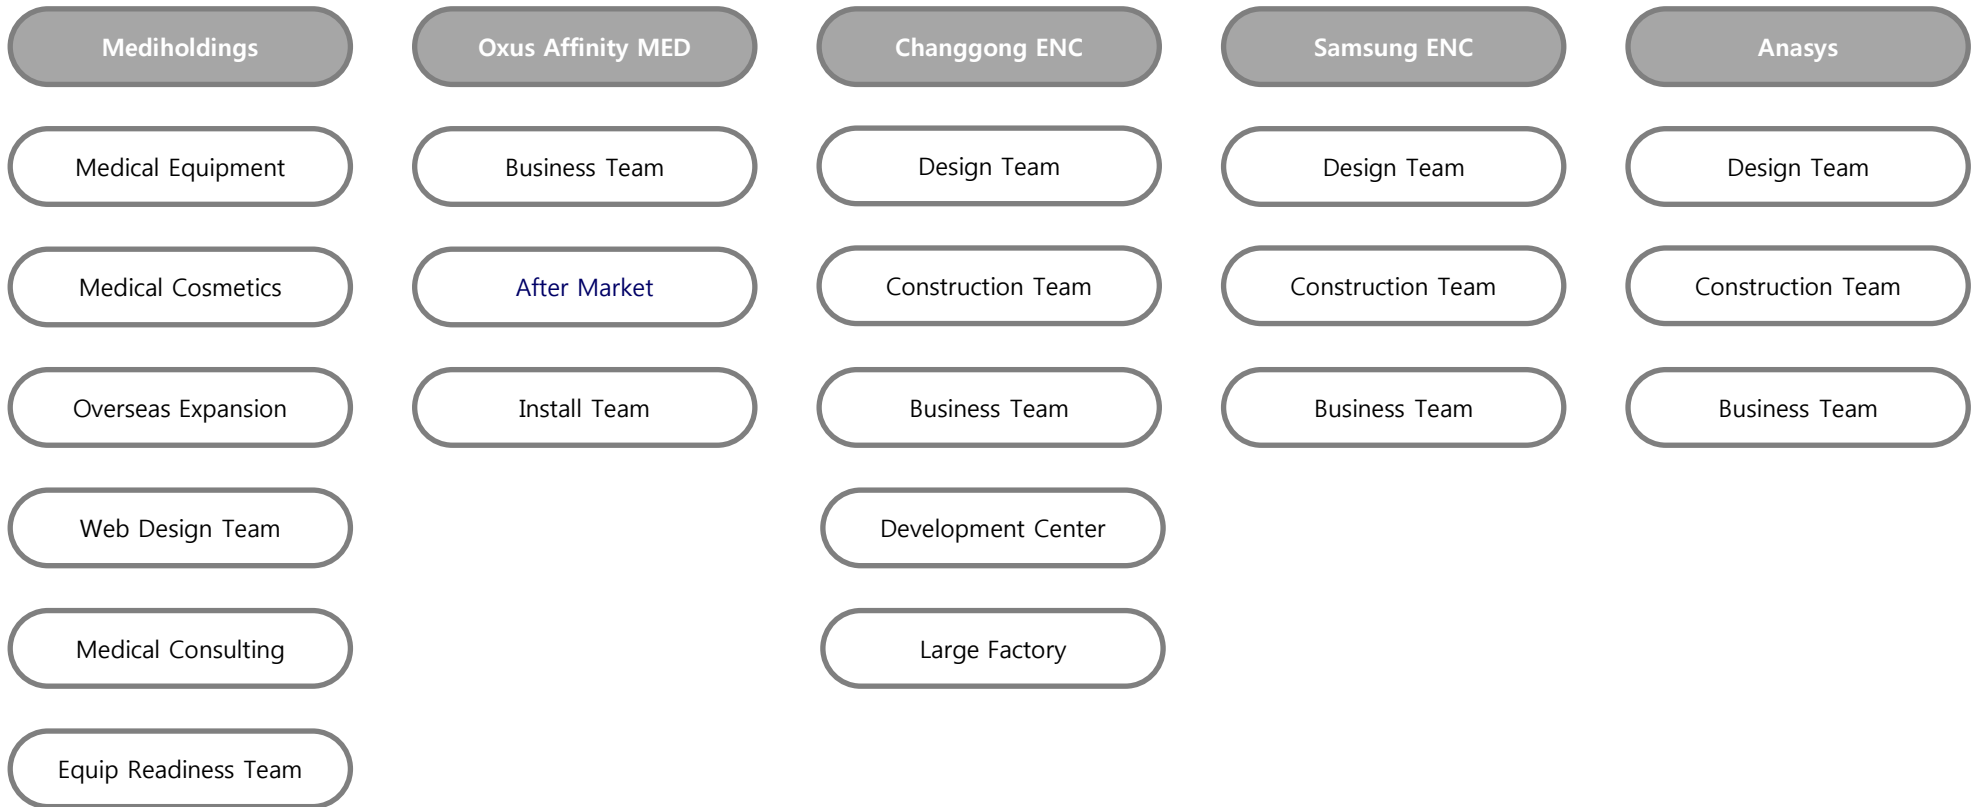 Mediholdings
Oxus Affinity MED
Changgong ENC
Samsung ENC
Anasys
Medical Equipment
Business Team
Design Team
Design Team
Design Team
Medical Cosmetics
After Market
Construction Team
Construction Team
Construction Team
Overseas Expansion
Install Team
Business Team
Business Team
Business Team
Web Design Team
Development Center
Medical Consulting
Large Factory
Equip Readiness Team